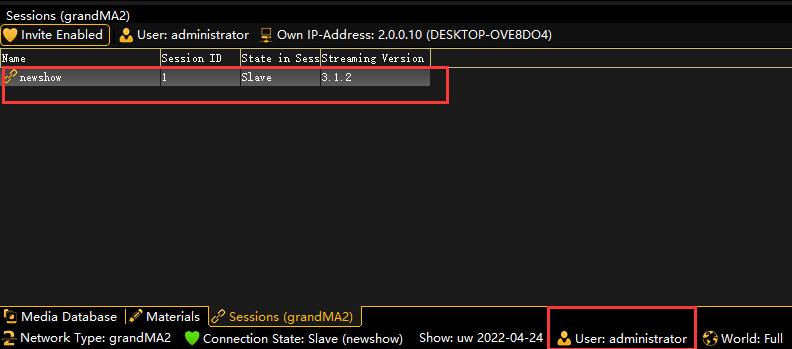 Sessions (grandMA2)
Invite Enabled User: administrator Own IP-Address: 2.0.0.10 (DESKTOP-OVE8DO4)
Name Session ID State in Sess Streaming Version
newshow 1 Slave 3.1.2
Media Database Materials Sessions (grandMA2)
Network Type: grandMA2 Connection State: Slave (newshow) Show: uw 2022-04-24 User: administrator World: Full